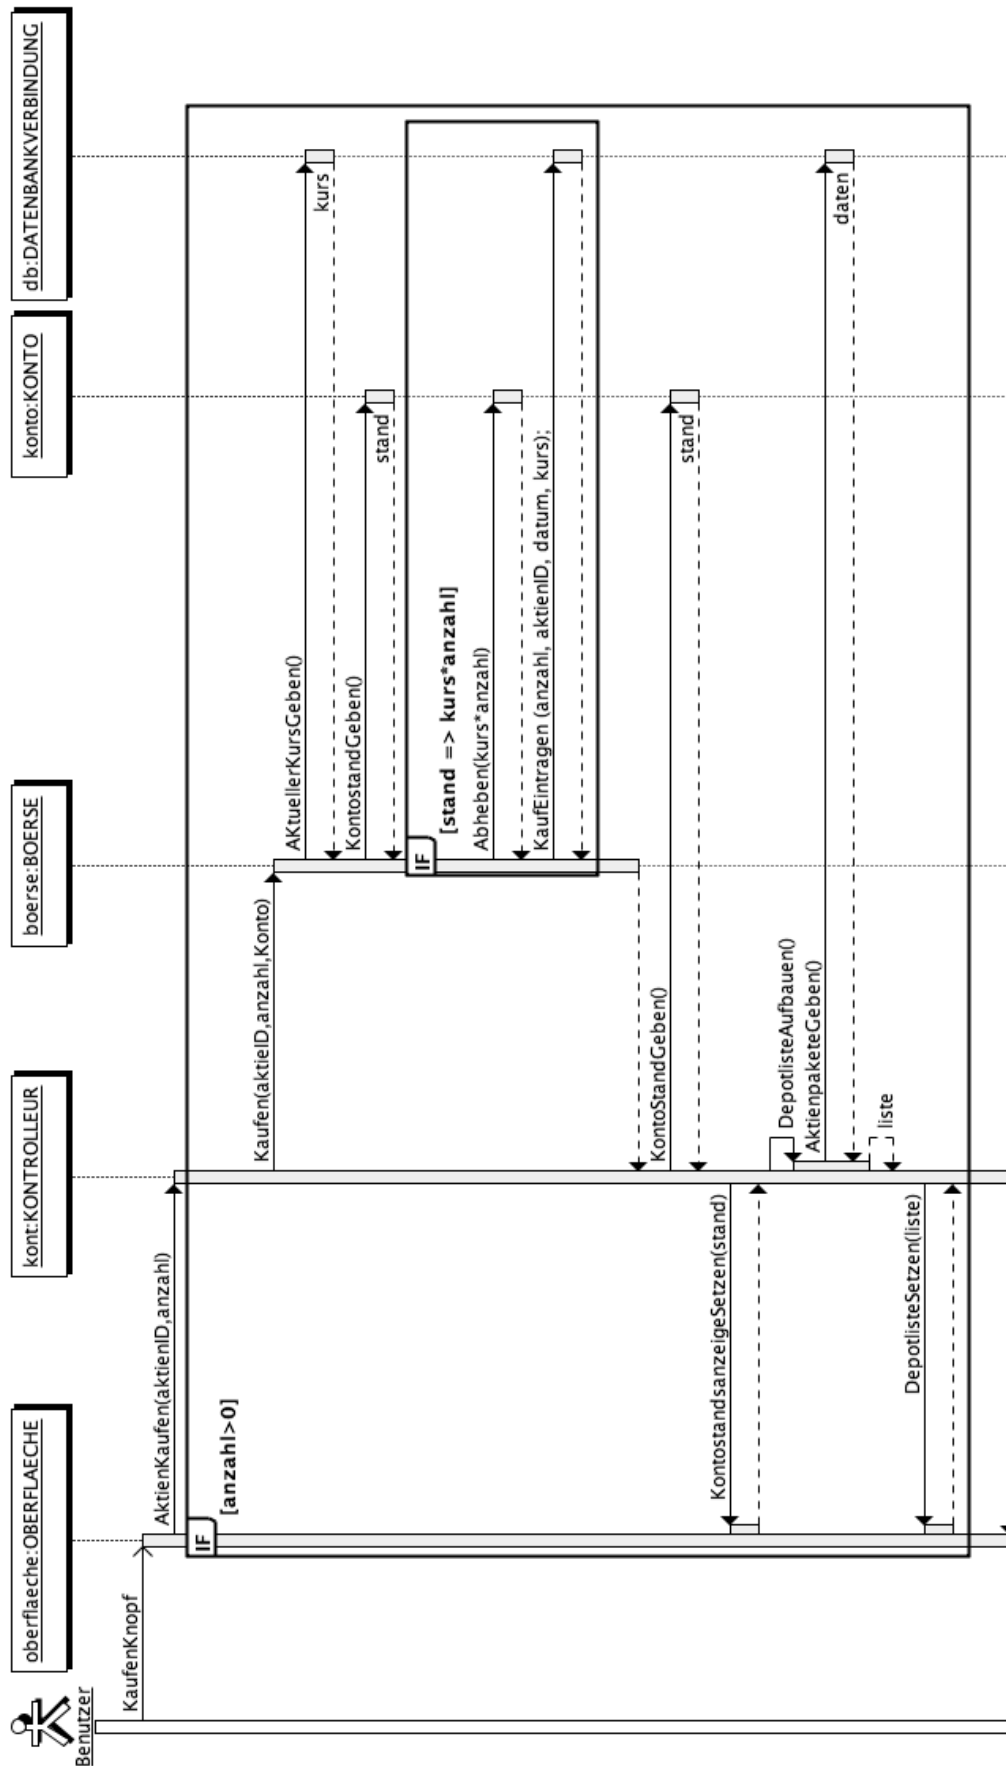 Benutzer
oberflaeche:OBERFLAECHE
kont:KONTROLLEUR
boerse:BOERSE
konto:KONTO
db:DATENBANKVERBINDUNG
KaufenKnopf
AktienKaufen(aktienID,anzahl)
IF
[anzahl>0]
Kaufen(aktieID,anzahl,Konto)
AKtuellerKursGeben()
kurs
KontostandGeben()
stand
IF
[stand => kurs*anzahl]
Abheben(kurs*anzahl)
KaufEintragen (anzahl, aktienID, datum, kurs);
KontoStandGeben()
stand
KontostandsanzeigeSetzen(stand)
DepotlisteAufbauen()
AktienpaketeGeben()
daten
liste
DepotlisteSetzen(liste)